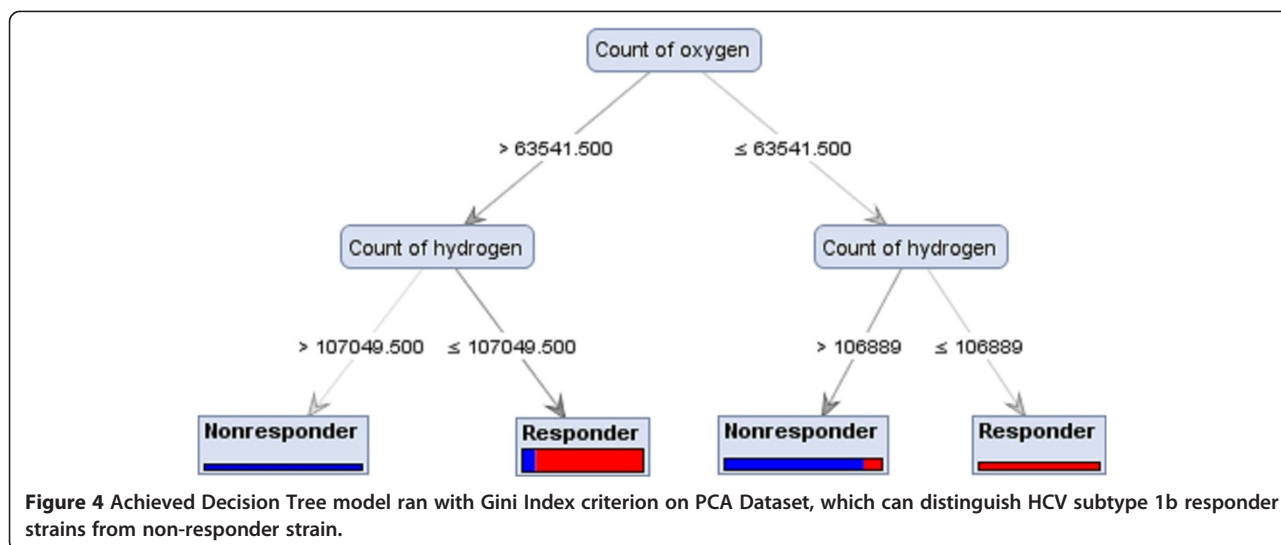 Count of oxygen
> 63541.500
≤ 63541.500
Count of hydrogen
Count of hydrogen
> 107049.500
≤ 107049.500
> 106889
≤ 106889
Nonresponder
Responder
Nonresponder
Responder
Figure 4 Achieved Decision Tree model ran with Gini Index criterion on PCA Dataset, which can distinguish HCV subtype 1b responder
strains from non-responder strain.